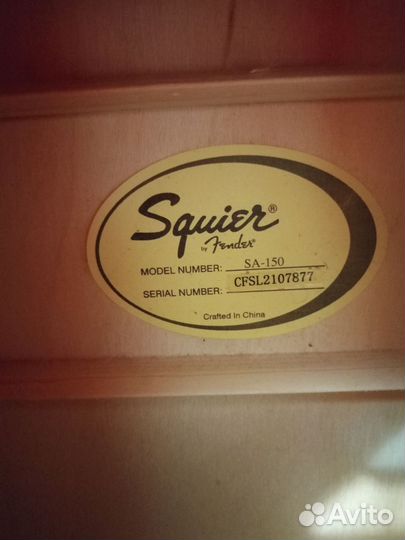 Squier®
by Fender®
MODEL NUMBER: SA-150
SERIAL NUMBER: CFSL2107877
Crafted in China
Avito